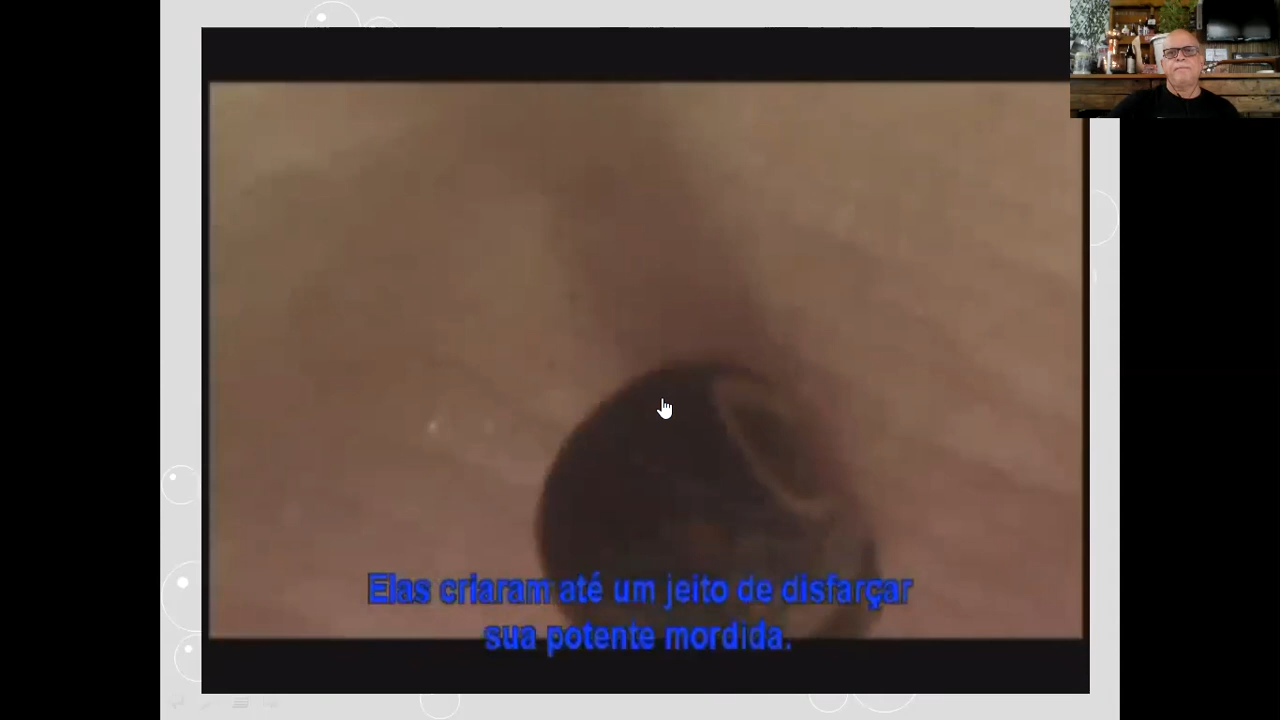 Elas criaram até um jeito de disfarçar
sua potente mordida.